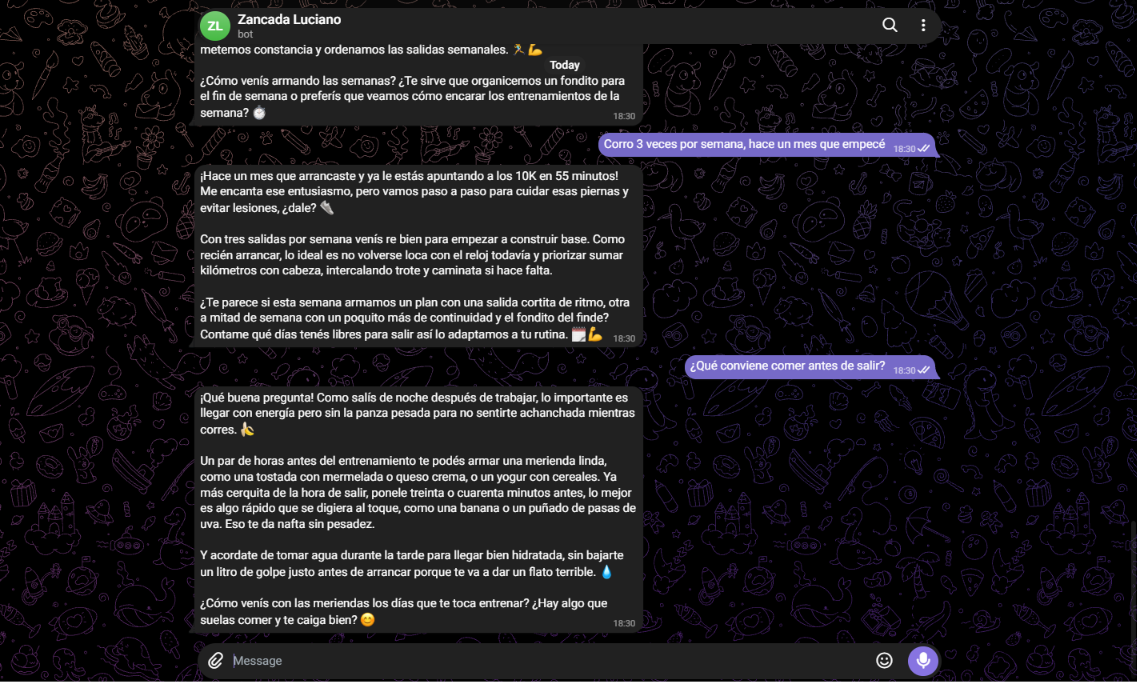 ZL
Zancada Luciano
bot
metemos constancia y ordenamos las salidas semanales. 🏃💪
Today
¿Cómo venís armando las semanas? ¿Te sirve que organicemos un fondito para
el fin de semana o preferís que veamos cómo encarar los entrenamientos de la
semana? ⏱️ 18:30
Corro 3 veces por semana, hace un mes que empecé 18:30
¡Hace un mes que arrancaste y ya le estás apuntando a los 10K en 55 minutos!
Me encanta ese entusiasmo, pero vamos paso a paso para cuidar esas piernas y
evitar lesiones, ¿dale? 👟
Con tres salidas por semana venís re bien para empezar a construir base. Como
recién arrancar, lo ideal es no volverse loca con el reloj todavía y priorizar sumar
kilómetros con cabeza, intercalando trote y caminata si hace falta.
¿Te parece si esta semana armamos un plan con una salida cortita de ritmo, otra
a mitad de semana con un poquito más de continuidad y el fondito del finde?
Contame qué días tenés libres para salir así lo adaptamos a tu rutina. 🗓️💪 18:30
¿Qué conviene comer antes de salir? 18:30
¡Qué buena pregunta! Como salís de noche después de trabajar, lo importante es
llegar con energía pero sin la panza pesada para no sentirte achanchada mientras
corres. 🍌
Un par de horas antes del entrenamiento te podés armar una merienda linda,
como una tostada con mermelada o queso crema, o un yogur con cereales. Ya
más cerquita de la hora de salir, ponele treinta o cuarenta minutos antes, lo mejor
es algo rápido que se digiera al toque, como una banana o un puñado de pasas de
uva. Eso te da nafta sin pesadez.
Y acordate de tomar agua durante la tarde para llegar bien hidratada, sin bajarte
un litro de golpe justo antes de arrancar porque te va a dar un flato terrible. 💧
¿Cómo venís con las meriendas los días que te toca entrenar? ¿Hay algo que
suelas comer y te caiga bien? 😊 18:30
Message